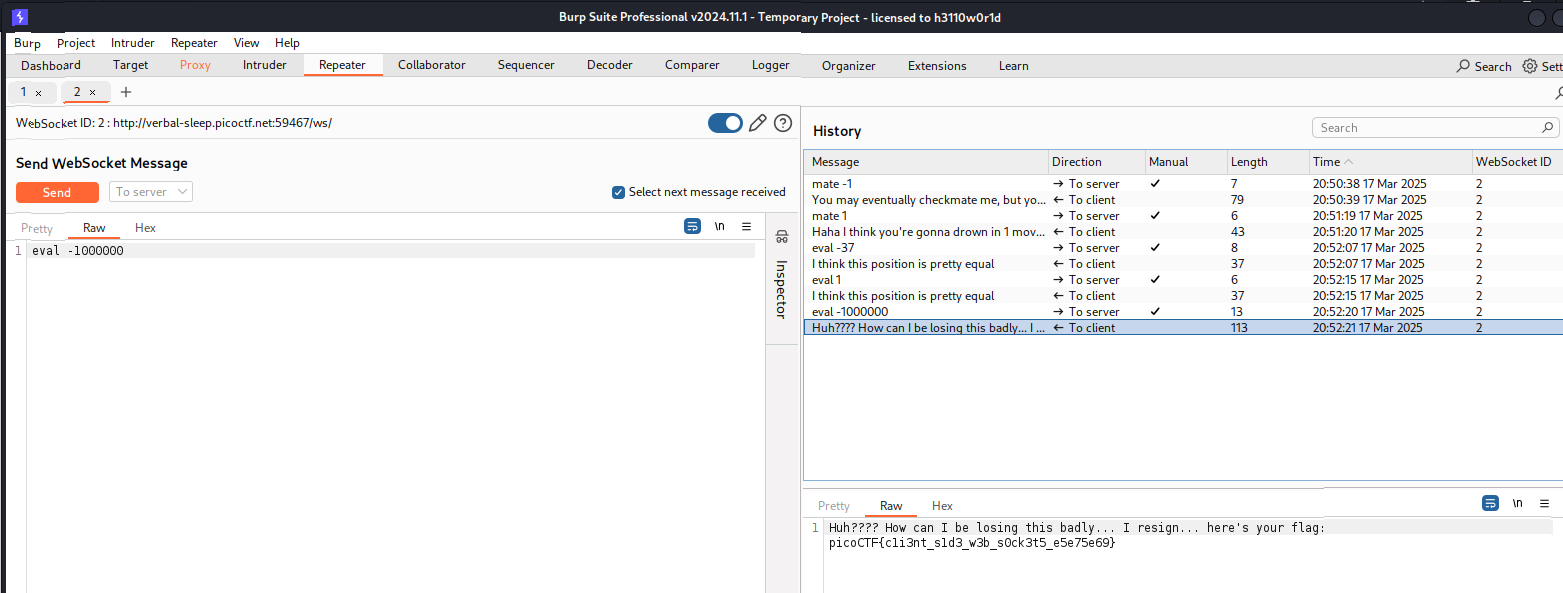 Burp Suite Professional v2024.11.1 - Temporary Project - licensed to h3110w0r1d
Burp Project Intruder Repeater View Help
Dashboard Target Proxy Intruder Repeater Collaborator Sequencer Decoder Comparer Logger Organizer Extensions Learn Search
1 × 2 × +
WebSocket ID: 2 : http://verbal-sleep.picoctf.net:59467/ws/
Send WebSocket Message
Send To server Select next message received
Pretty Raw Hex \n
1 eval -1000000
Inspector
History
Search
Message Direction Manual Length Time WebSocket ID
mate -1 → To server ✓ 7 20:50:38 17 Mar 2025 2
You may eventually checkmate me, but yo... ← To client 79 20:50:39 17 Mar 2025 2
mate 1 → To server ✓ 6 20:51:19 17 Mar 2025 2
Haha I think you're gonna drown in 1 mov... ← To client 43 20:51:20 17 Mar 2025 2
eval -37 → To server ✓ 8 20:52:07 17 Mar 2025 2
I think this position is pretty equal ← To client 37 20:52:07 17 Mar 2025 2
eval 1 → To server ✓ 6 20:52:15 17 Mar 2025 2
I think this position is pretty equal ← To client 37 20:52:15 17 Mar 2025 2
eval -1000000 → To server ✓ 13 20:52:20 17 Mar 2025 2
Huh???? How can I be losing this badly... I ... ← To client 113 20:52:21 17 Mar 2025 2
Pretty Raw Hex \n
1 Huh???? How can I be losing this badly... I resign... here's your flag:
picoCTF{c1i3nt_s1d3_w3b_s0ck3t5_e5e75e69}